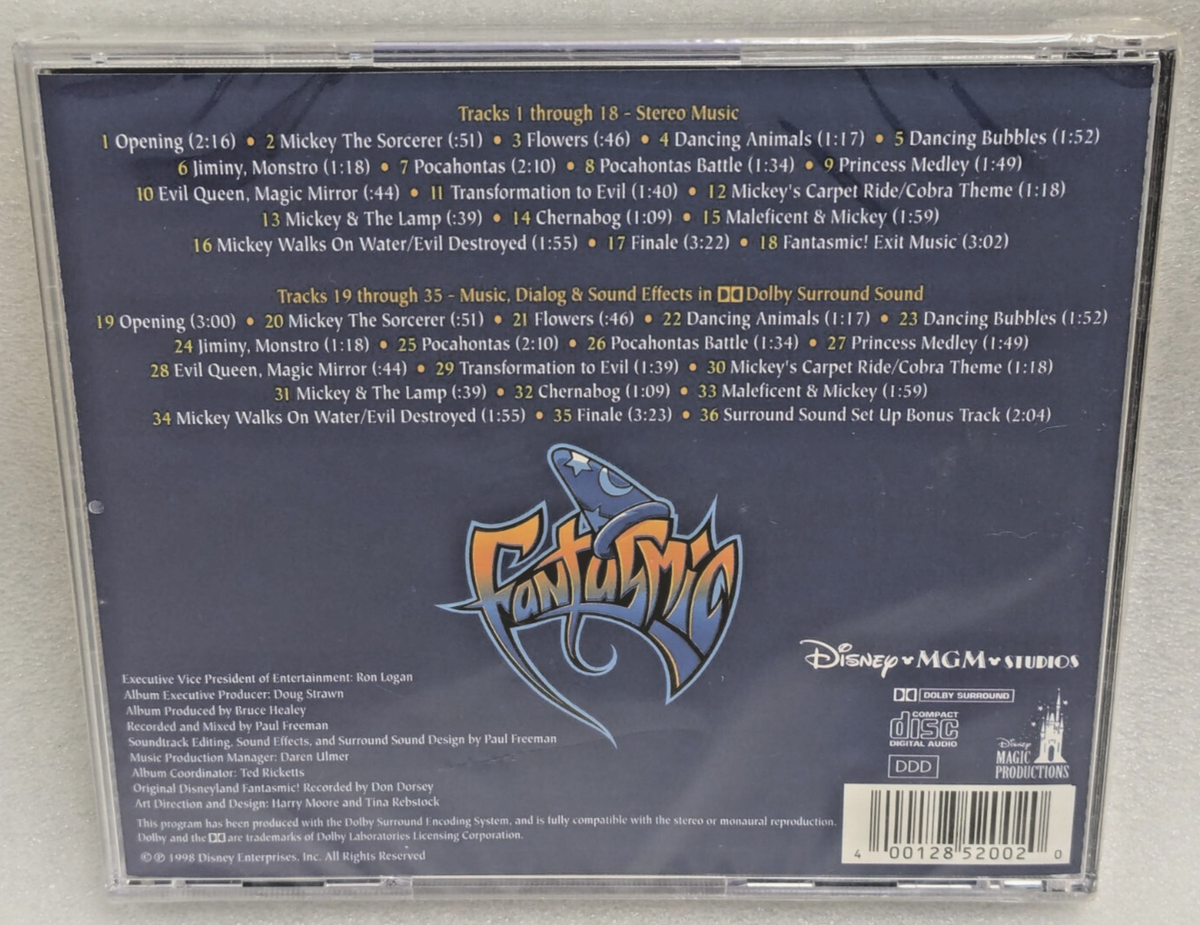 Tracks 1 through 18 - Stereo Music
1 Opening (2:16) • 2 Mickey The Sorcerer (:51) • 3 Flowers (:46) • 4 Dancing Animals (1:17) • 5 Dancing Bubbles (1:52)
6 Jiminy, Monstro (1:18) • 7 Pocahontas (2:10) • 8 Pocahontas Battle (1:34) • 9 Princess Medley (1:49)
10 Evil Queen, Magic Mirror (:44) • 11 Transformation to Evil (1:40) • 12 Mickey's Carpet Ride/Cobra Theme (1:18)
13 Mickey & The Lamp (:39) • 14 Chernabog (1:09) • 15 Maleficent & Mickey (1:59)
16 Mickey Walks On Water/Evil Destroyed (1:55) • 17 Finale (3:22) • 18 Fantasmic! Exit Music (3:02)
Tracks 19 through 35 - Music, Dialog & Sound Effects in Dolby Surround Sound
19 Opening (3:00) • 20 Mickey The Sorcerer (:51) • 21 Flowers (:46) • 22 Dancing Animals (1:17) • 23 Dancing Bubbles (1:52)
24 Jiminy, Monstro (1:18) • 25 Pocahontas (2:10) • 26 Pocahontas Battle (1:34) • 27 Princess Medley (1:49)
28 Evil Queen, Magic Mirror (:44) • 29 Transformation to Evil (1:39) • 30 Mickey's Carpet Ride/Cobra Theme (1:18)
31 Mickey & The Lamp (:39) • 32 Chernabog (1:09) • 33 Maleficent & Mickey (1:59)
34 Mickey Walks On Water/Evil Destroyed (1:55) • 35 Finale (3:23) • 36 Surround Sound Set Up Bonus Track (2:04)
Fantasmic
Executive Vice President of Entertainment: Ron Logan
Album Executive Producer: Doug Strawn
Album Produced by Bruce Healey
Recorded and Mixed by Paul Freeman
Soundtrack Editing, Sound Effects, and Surround Sound Design by Paul Freeman
Music Production Manager: Daren Ulmer
Album Coordinator: Ted Ricketts
Original Disneyland Fantasmic! Recorded by Don Dorsey
Art Direction and Design: Harry Moore and Tina Rebstock
This program has been produced with the Dolby Surround Encoding System, and is fully compatible with the stereo or monaural reproduction.
Dolby and the are trademarks of Dolby Laboratories Licensing Corporation.
© ℗ 1998 Disney Enterprises, Inc. All Rights Reserved
Disney MGM STUDIOS
DOLBY SURROUND
COMPACT
disc
DIGITAL AUDIO
DDD
Disney
MAGIC
PRODUCTIONS
4 00128 52002 0